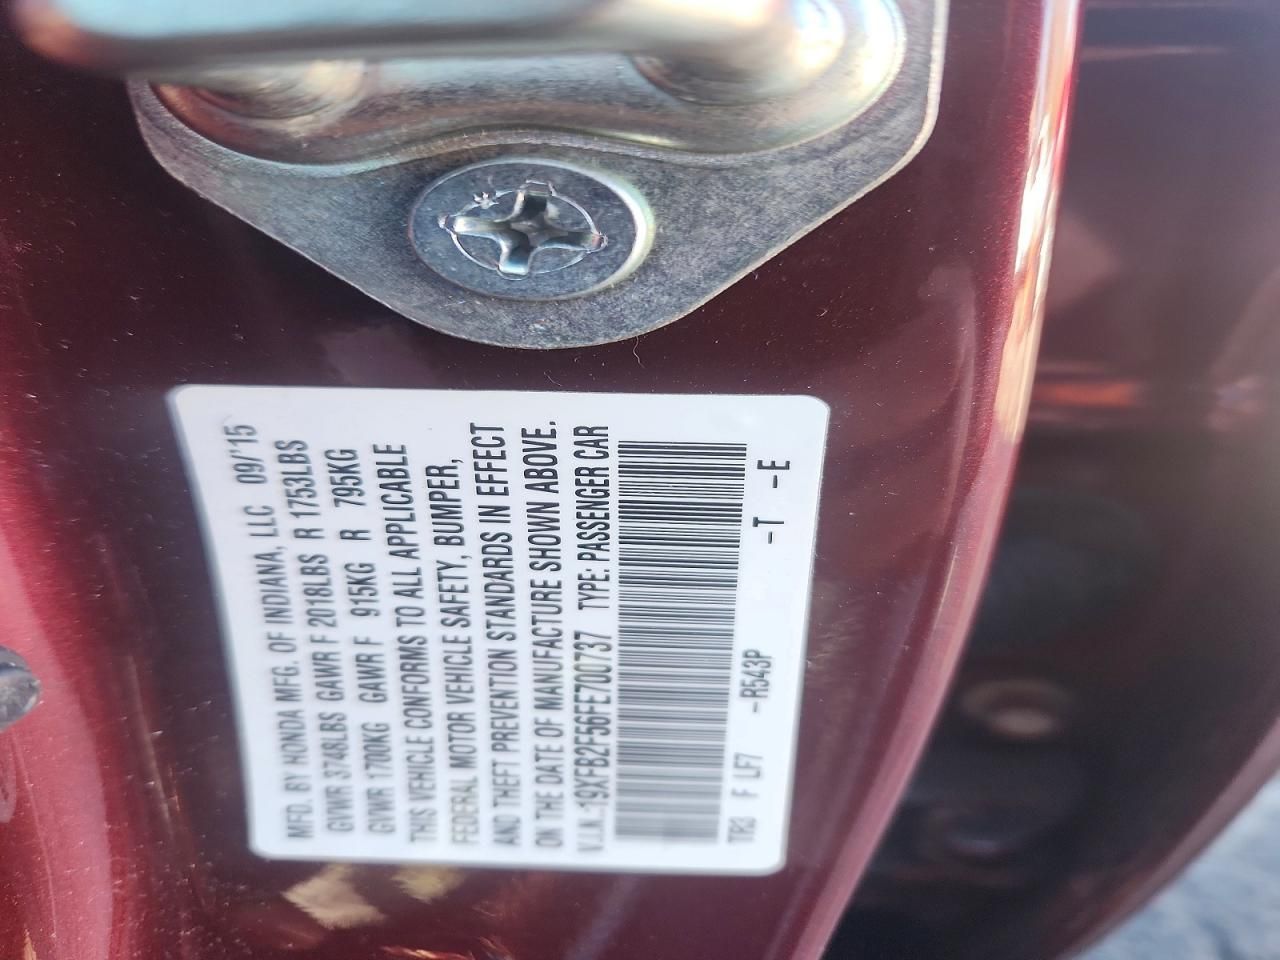 MFD. BY HONDA MFG. OF INDIANA, LLC 09/'15
GVWR 3748LBS GAWR F 2018LBS R 1753LBS
GVWR 1700KG GAWR F 915KG R 795KG
THIS VEHICLE CONFORMS TO ALL APPLICABLE
FEDERAL MOTOR VEHICLE SAFETY, BUMPER,
AND THEFT PREVENTION STANDARDS IN EFFECT
ON THE DATE OF MANUFACTURE SHOWN ABOVE.
V.I.N.:19XFB2F56FE700737 TYPE: PASSENGER CAR
TR3 F LF7 -R543P -T -E